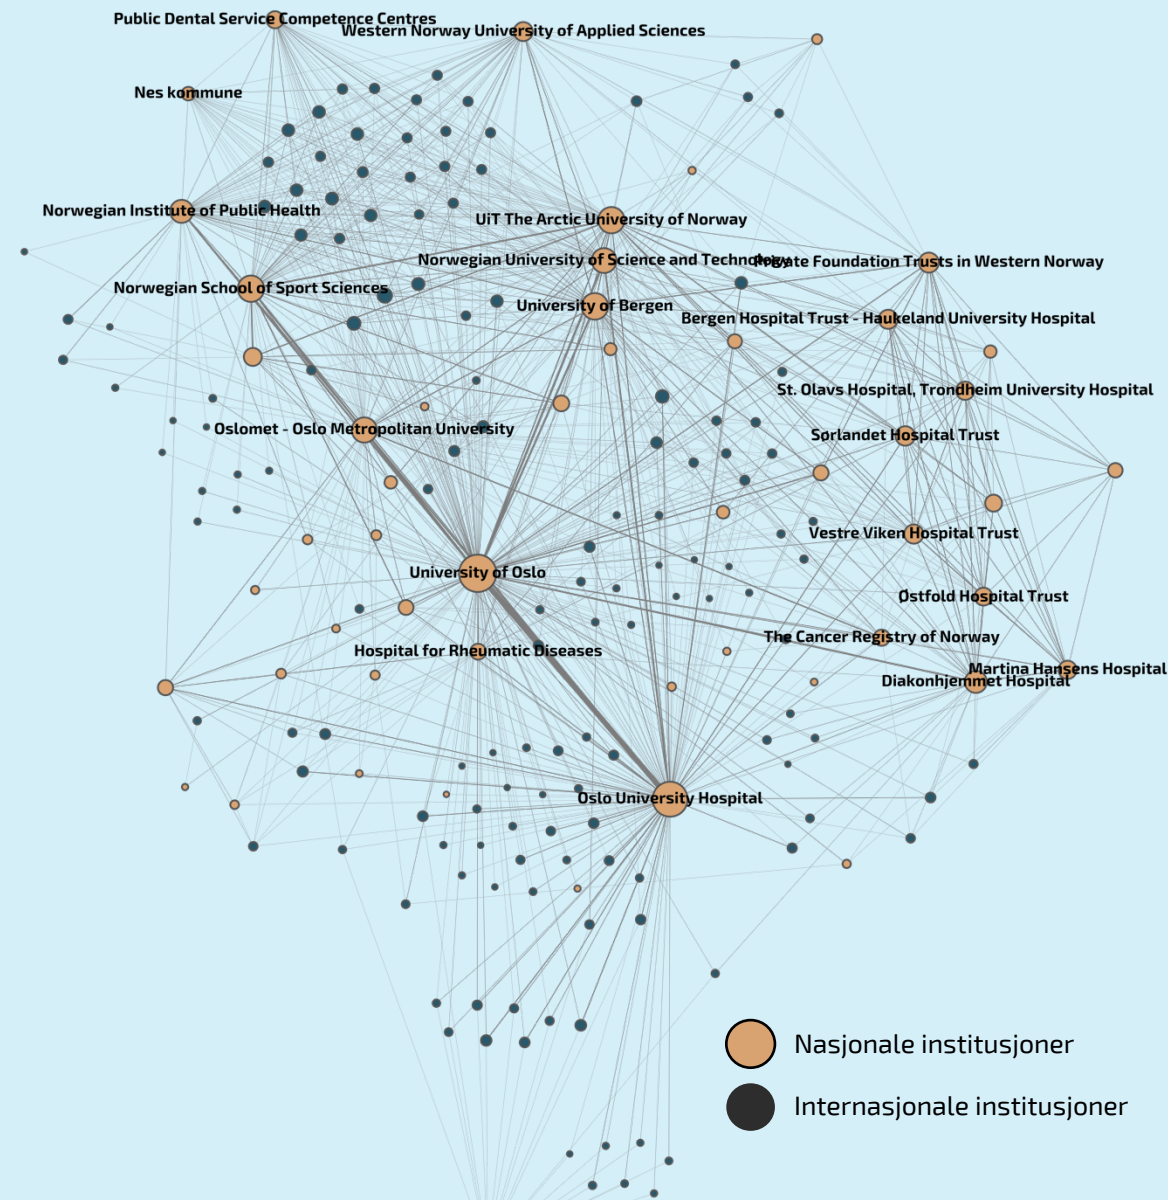 Public Dental Service Competence Centres
Western Norway University of Applied Sciences
Nes kommune
Norwegian Institute of Public Health
UiT The Arctic University of Norway
Norwegian University of Science and Technology
Private Foundation Trusts in Western Norway
Norwegian School of Sport Sciences
University of Bergen
Bergen Hospital Trust - Haukeland University Hospital
St. Olavs Hospital, Trondheim University Hospital
Oslomet - Oslo Metropolitan University
Sørlandet Hospital Trust
Vestre Viken Hospital Trust
University of Oslo
Østfold Hospital Trust
The Cancer Registry of Norway
Hospital for Rheumatic Diseases
Martina Hansens Hospital
Diakonhjemmet Hospital
Oslo University Hospital
Nasjonale institusjoner
Internasjonale institusjoner